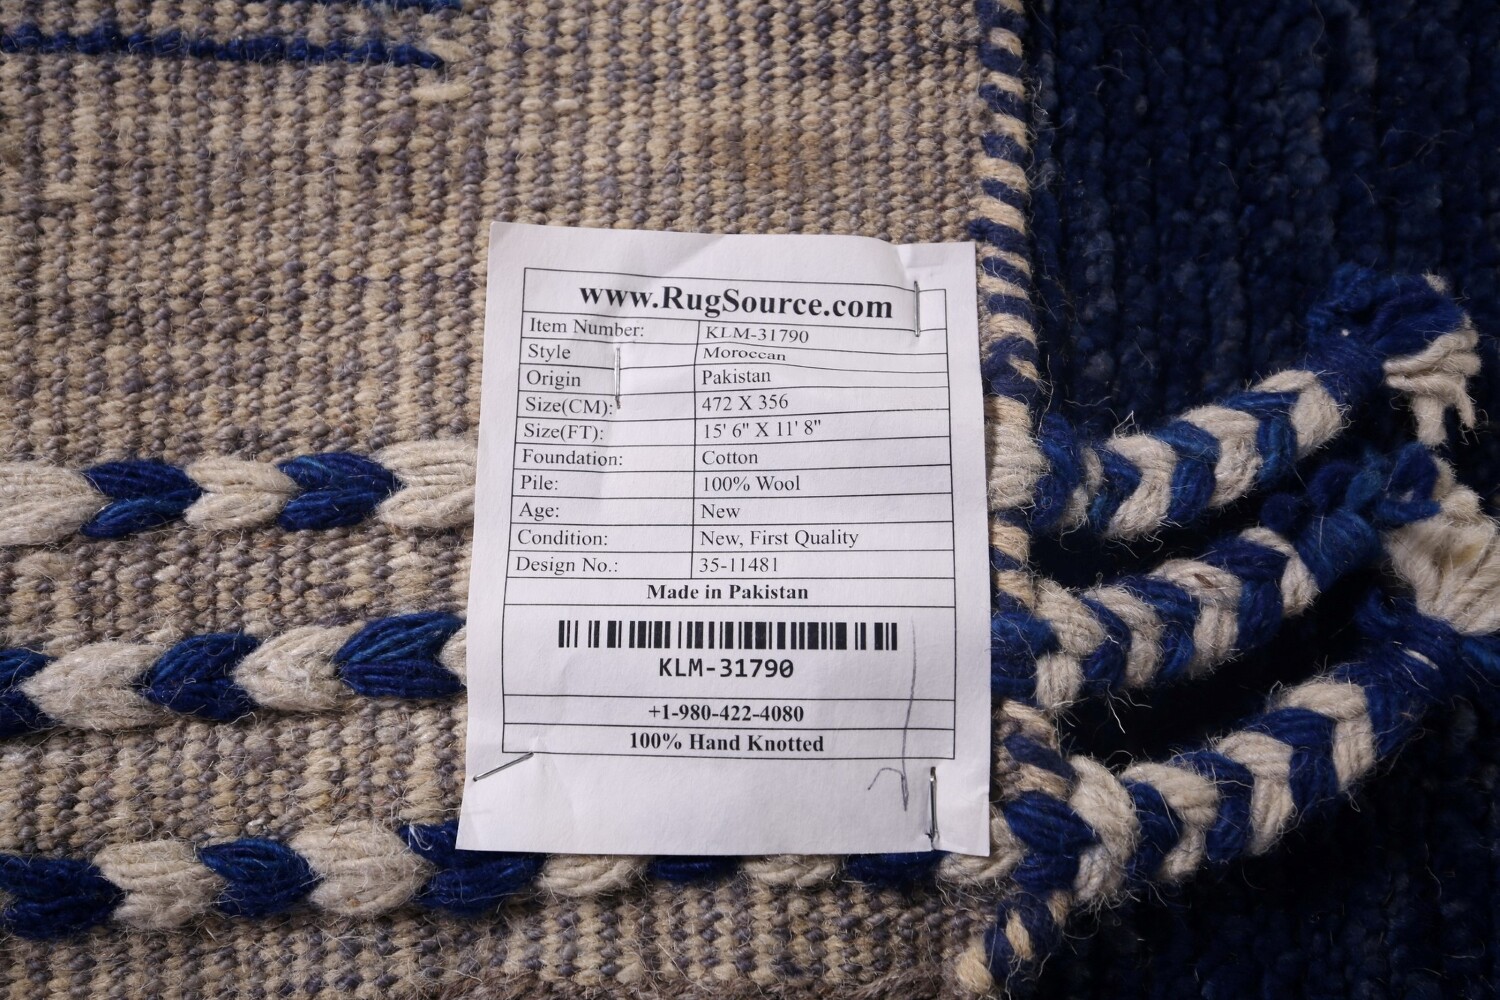 www.RugSource.com
Item Number: KLM-31790
Style Moroccan
Origin Pakistan
Size(CM): 472 X 356
Size(FT): 15' 6" X 11' 8"
Foundation: Cotton
Pile: 100% Wool
Age: New
Condition: New, First Quality
Design No.: 35-11481
Made in Pakistan
KLM-31790
+1-980-422-4080
100% Hand Knotted